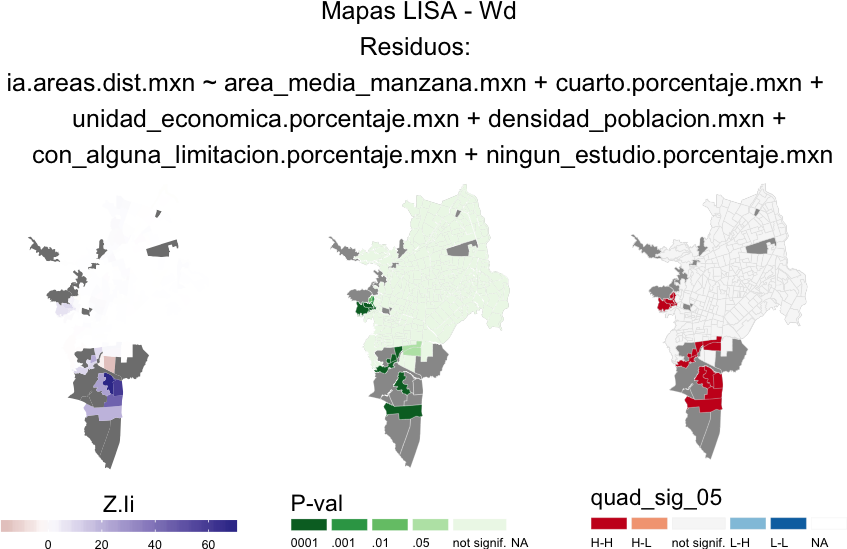 Mapas LISA - Wd
Residuos:
ia.areas.dist.mxn ~ area_media_manzana.mxn + cuarto.porcentaje.mxn +
unidad_economica.porcentaje.mxn + densidad_poblacion.mxn +
con_alguna_limitacion.porcentaje.mxn + ningun_estudio.porcentaje.mxn
Z.Ii
0 20 40 60
P-val
0001 .001 .01 .05 not signif. NA
quad_sig_05
H-H H-L not signif. L-H L-L NA